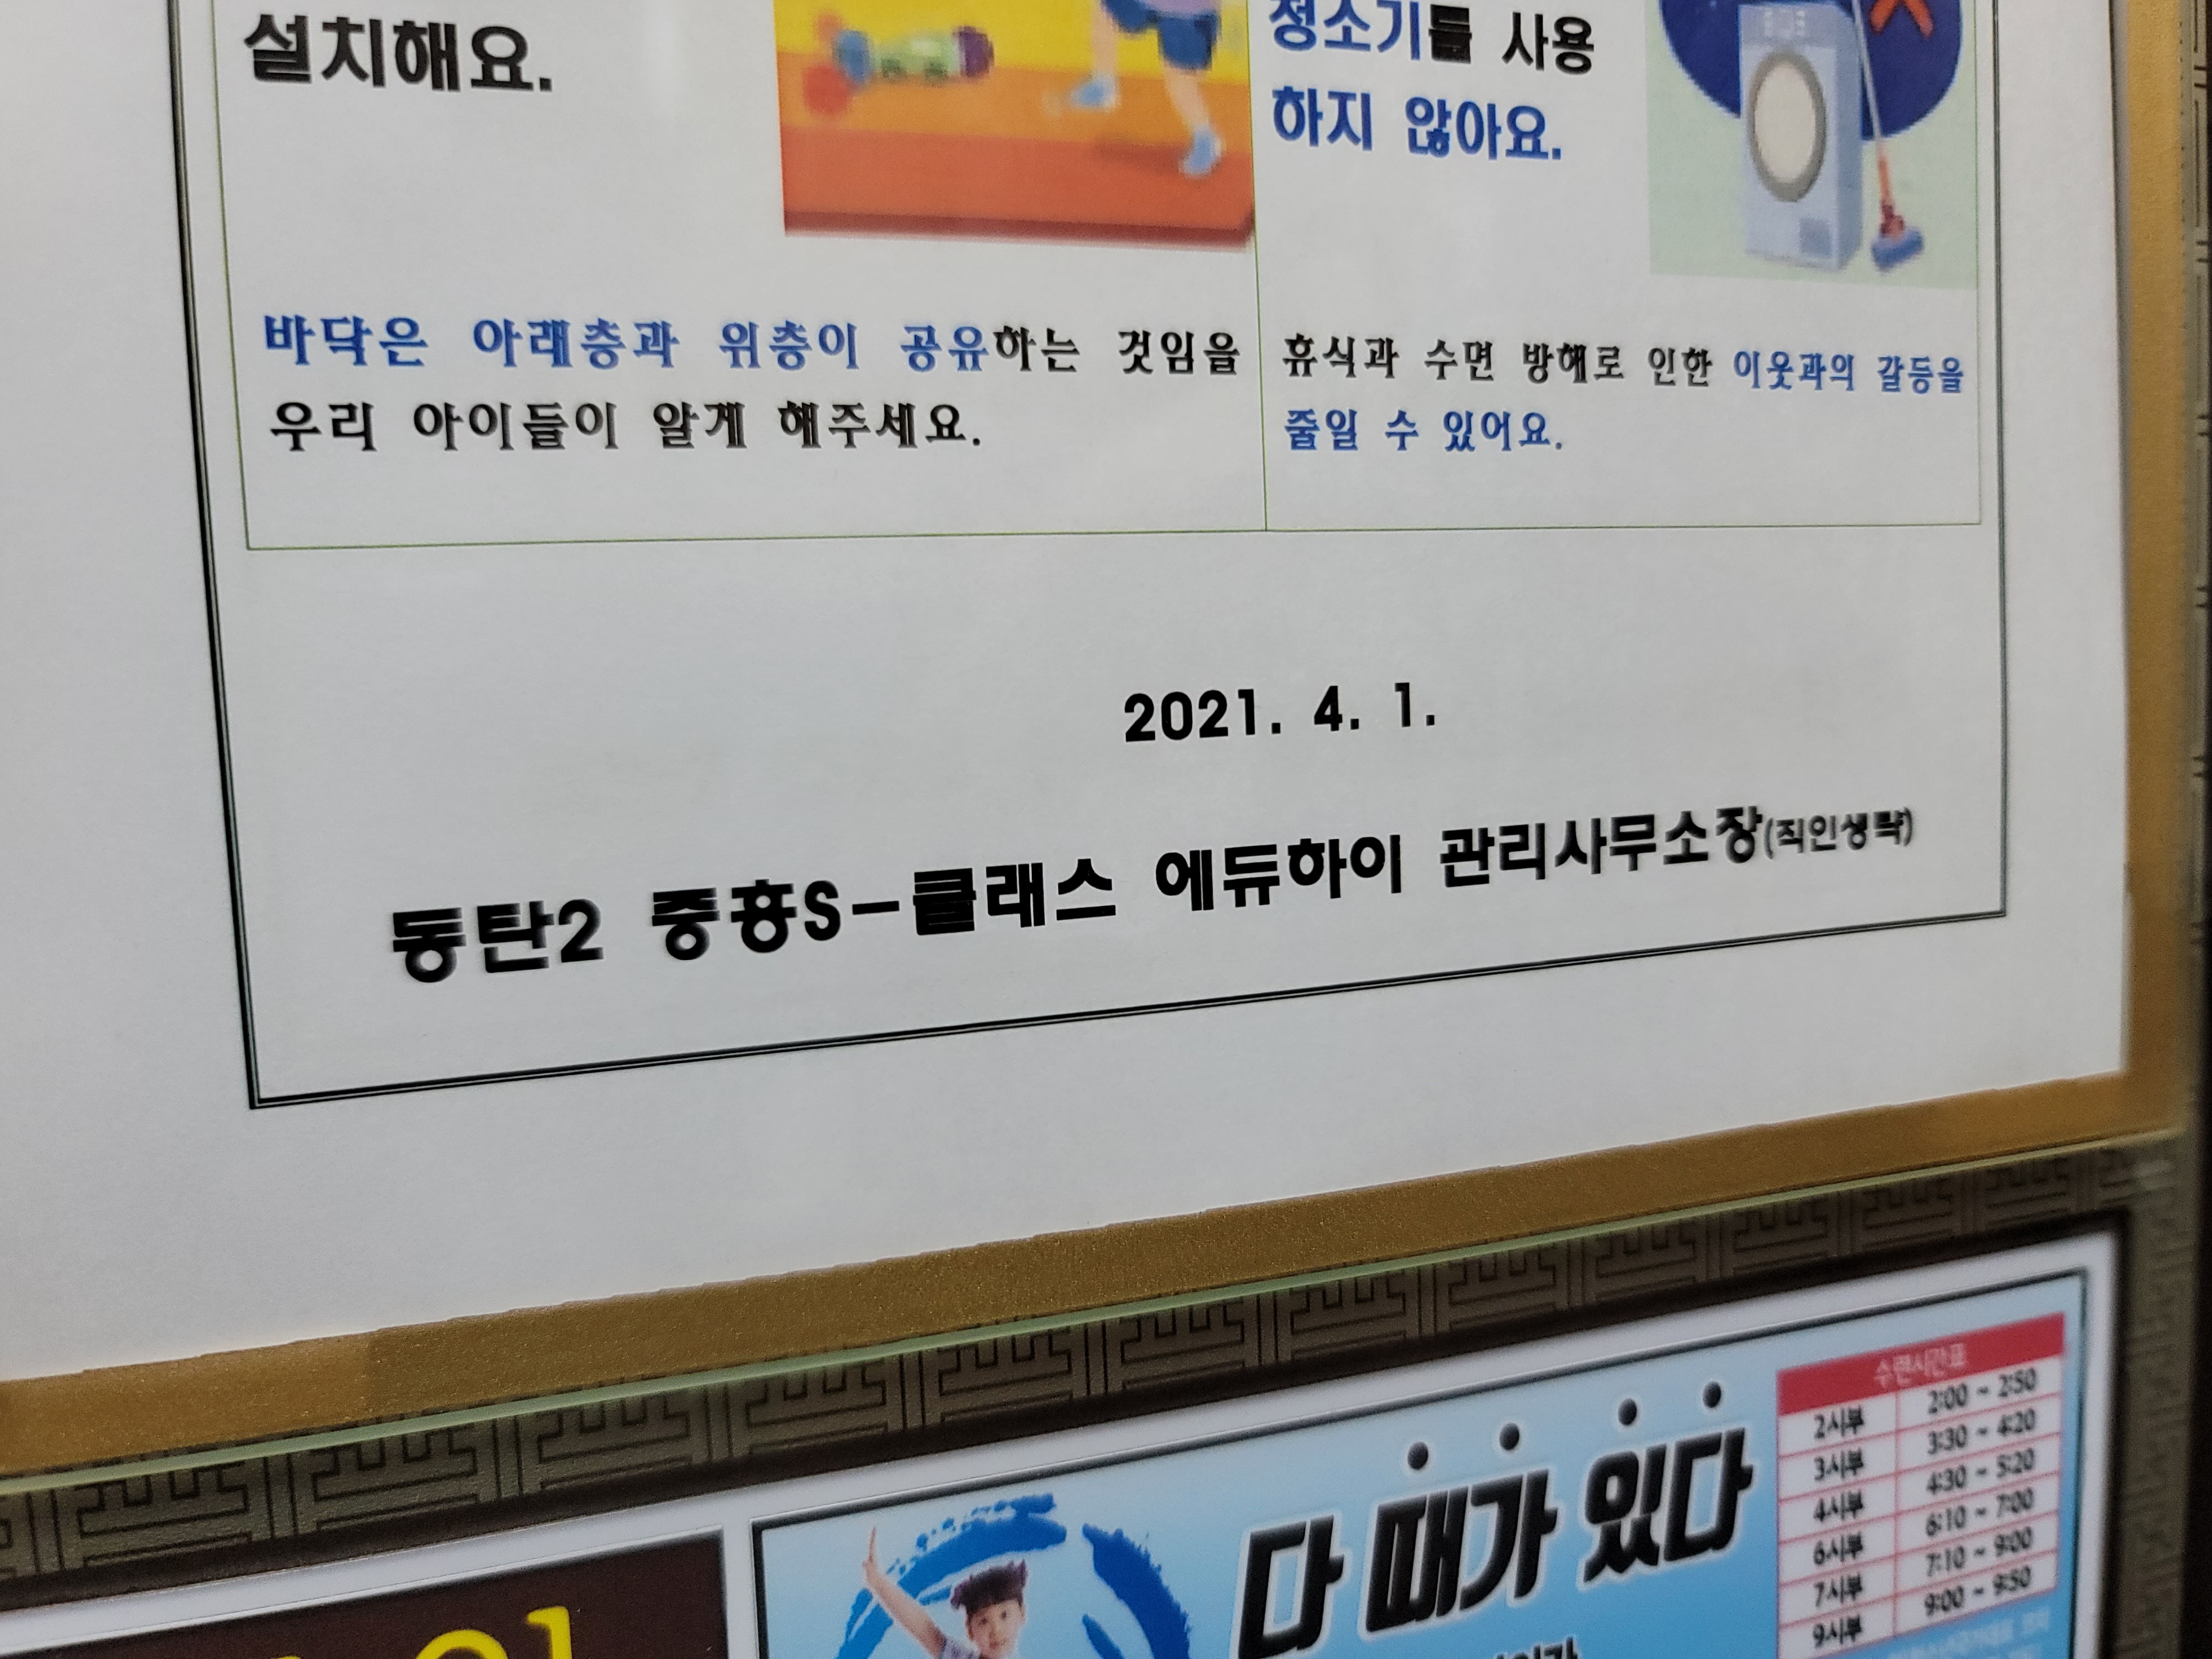 설치해요.
청소기를 사용
하지 않아요.
바닥은 아래층과 위층이 공유하는 것임을
우리 아이들이 알게 해주세요.
휴식과 수면 방해로 인한 이웃과의 갈등을
줄일 수 있어요.
2021. 4. 1.
동탄2 중흥S-클래스 에듀하이 관리사무소장(직인생략)
다 때가 있다
수련시간표
2시부 2:00 ~ 2:50
3시부 3:30 ~ 4:20
4시부 4:30 ~ 5:20
6시부 6:10 ~ 7:00
7시부 7:10 ~ 9:00
9시부 9:00 ~ 9:50